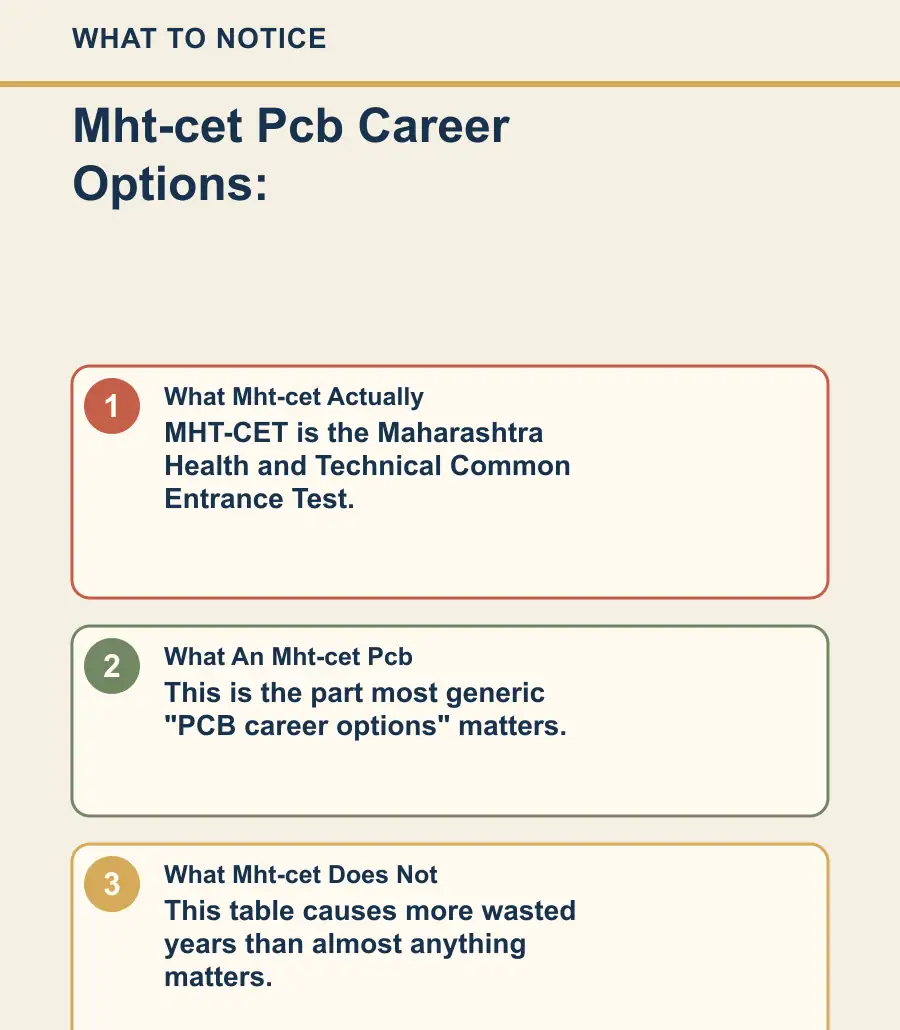 WHAT TO NOTICE
Mht-cet Pcb Career
Options:
1
What Mht-cet Actually
MHT-CET is the Maharashtra
Health and Technical Common
Entrance Test.
2
What An Mht-cet Pcb
This is the part most generic
"PCB career options" matters.
3
What Mht-cet Does Not
This table causes more wasted
years than almost anything
matters.